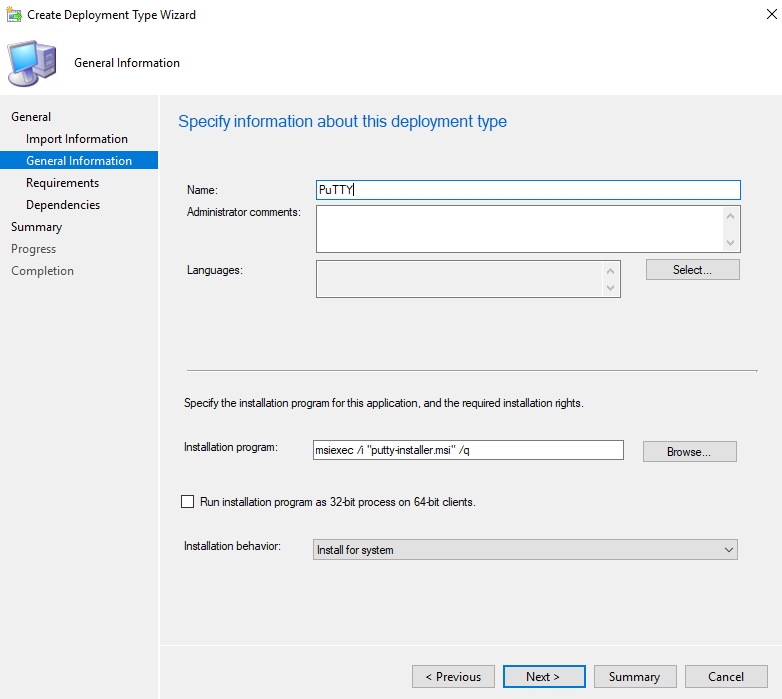 Create Deployment Type Wizard
General Information
General
Import Information
General Information
Requirements
Dependencies
Summary
Progress
Completion
Specify information about this deployment type
Name:
PuTTY
Administrator comments:
Languages:
Select...
Specify the installation program for this application, and the required installation rights.
Installation program:
msiexec /i "putty-installer.msi" /q
Browse...
Run installation program as 32-bit process on 64-bit clients.
Installation behavior:
Install for system
< Previous
Next >
Summary
Cancel